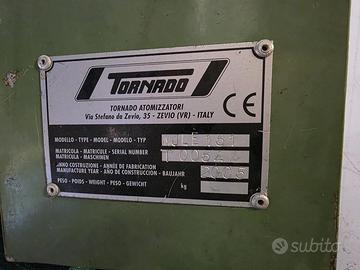 TORNADO
TORNADO ATOMIZZATORI
Via Stefano da Zevio, 35 - ZEVIO (VR) - ITALY
CE
MODELLO - TYPE - MODEL - MODELO - TYP
MATRICOLA - MATRICULE - SERIAL NUMBER
MATRICOLA - MASCHINEN
ANNO COSTRUZIONE - ANNÉE DE FABRICATION
MANUFACTURE YEAR - AÑO DE CONSTRUCCION - BAUJAHR
PESO - POIDS - WEIGHT - PESO - GEWICHT
kg
subito